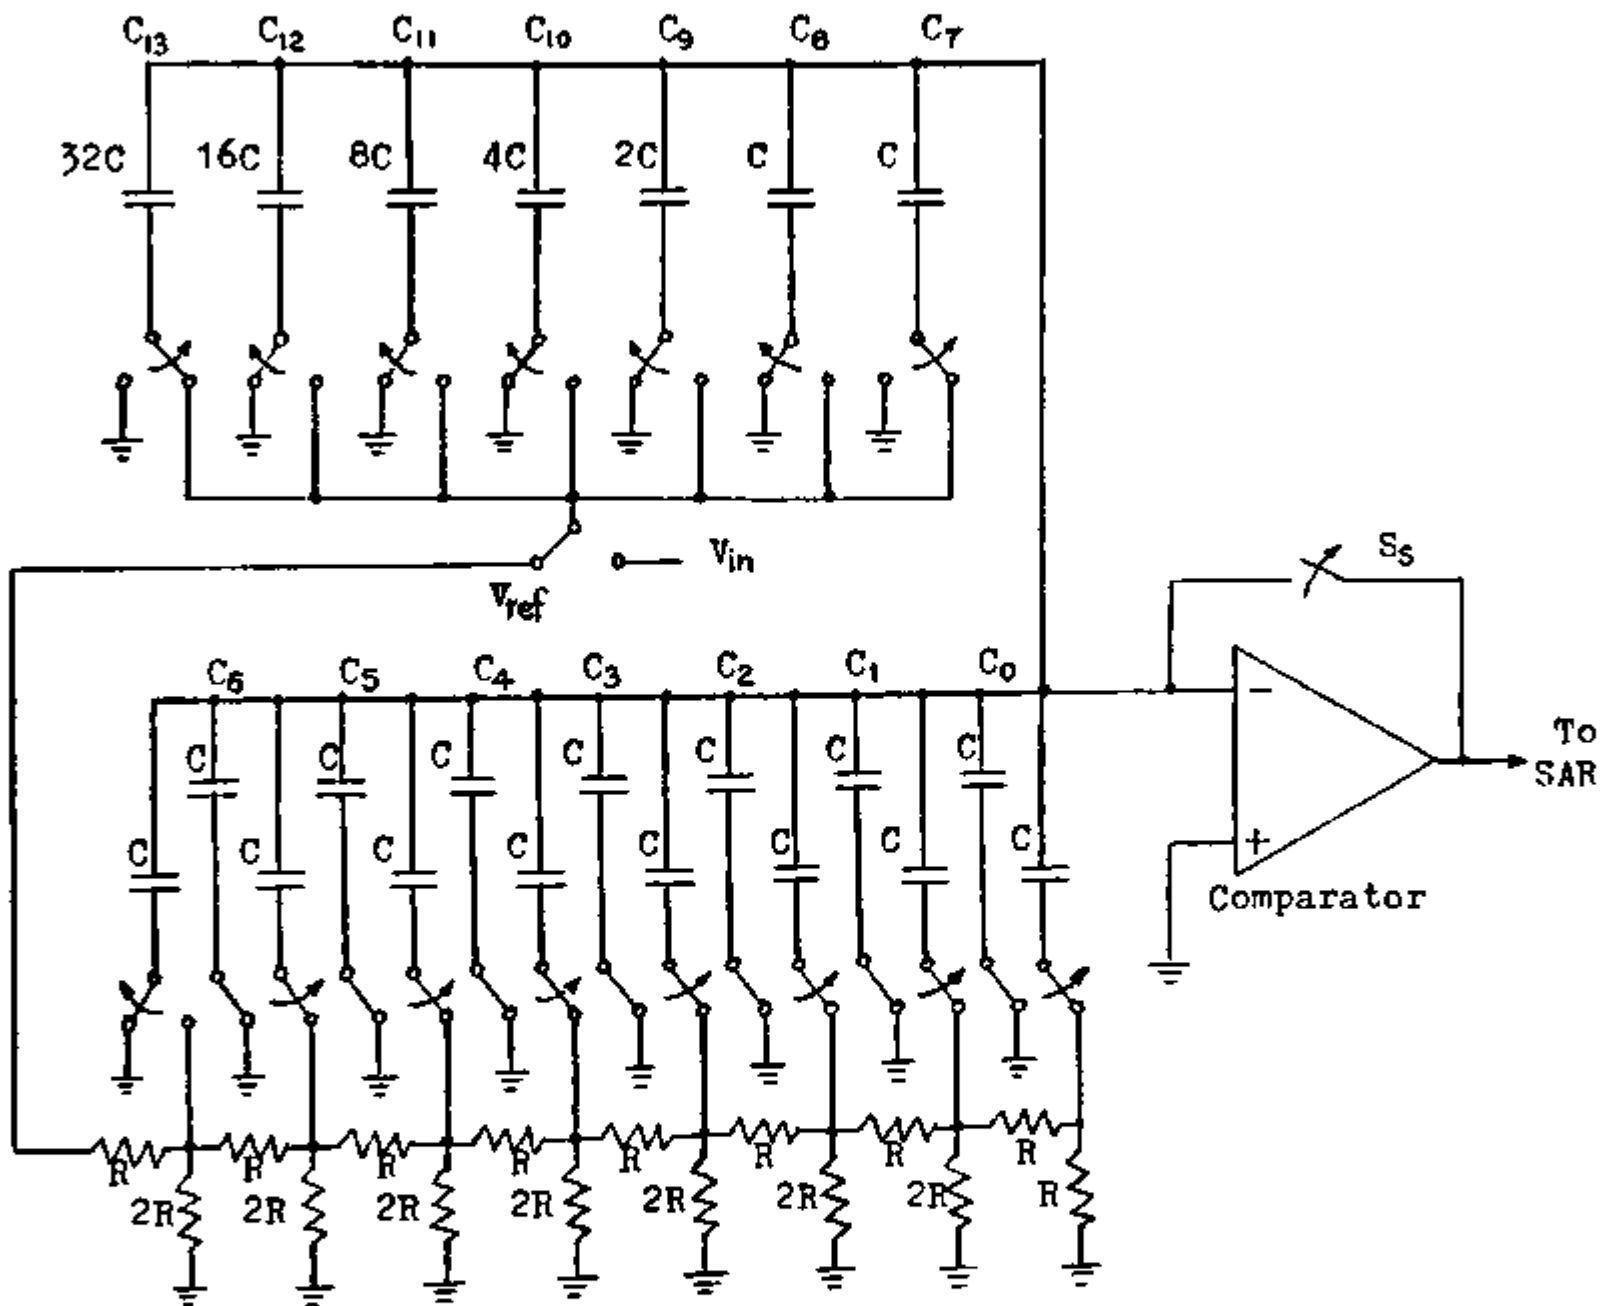 C13 C12 C11 C10 C9 C8 C7
32C 16C 8C 4C 2C C C
Vin
Vref
SS
C6 C5 C4 C3 C2 C1 C0
C C C C C C C
C C C C C C C C
−
+
To
SAR
Comparator
R R R R R R R R
2R 2R 2R 2R 2R 2R 2R R